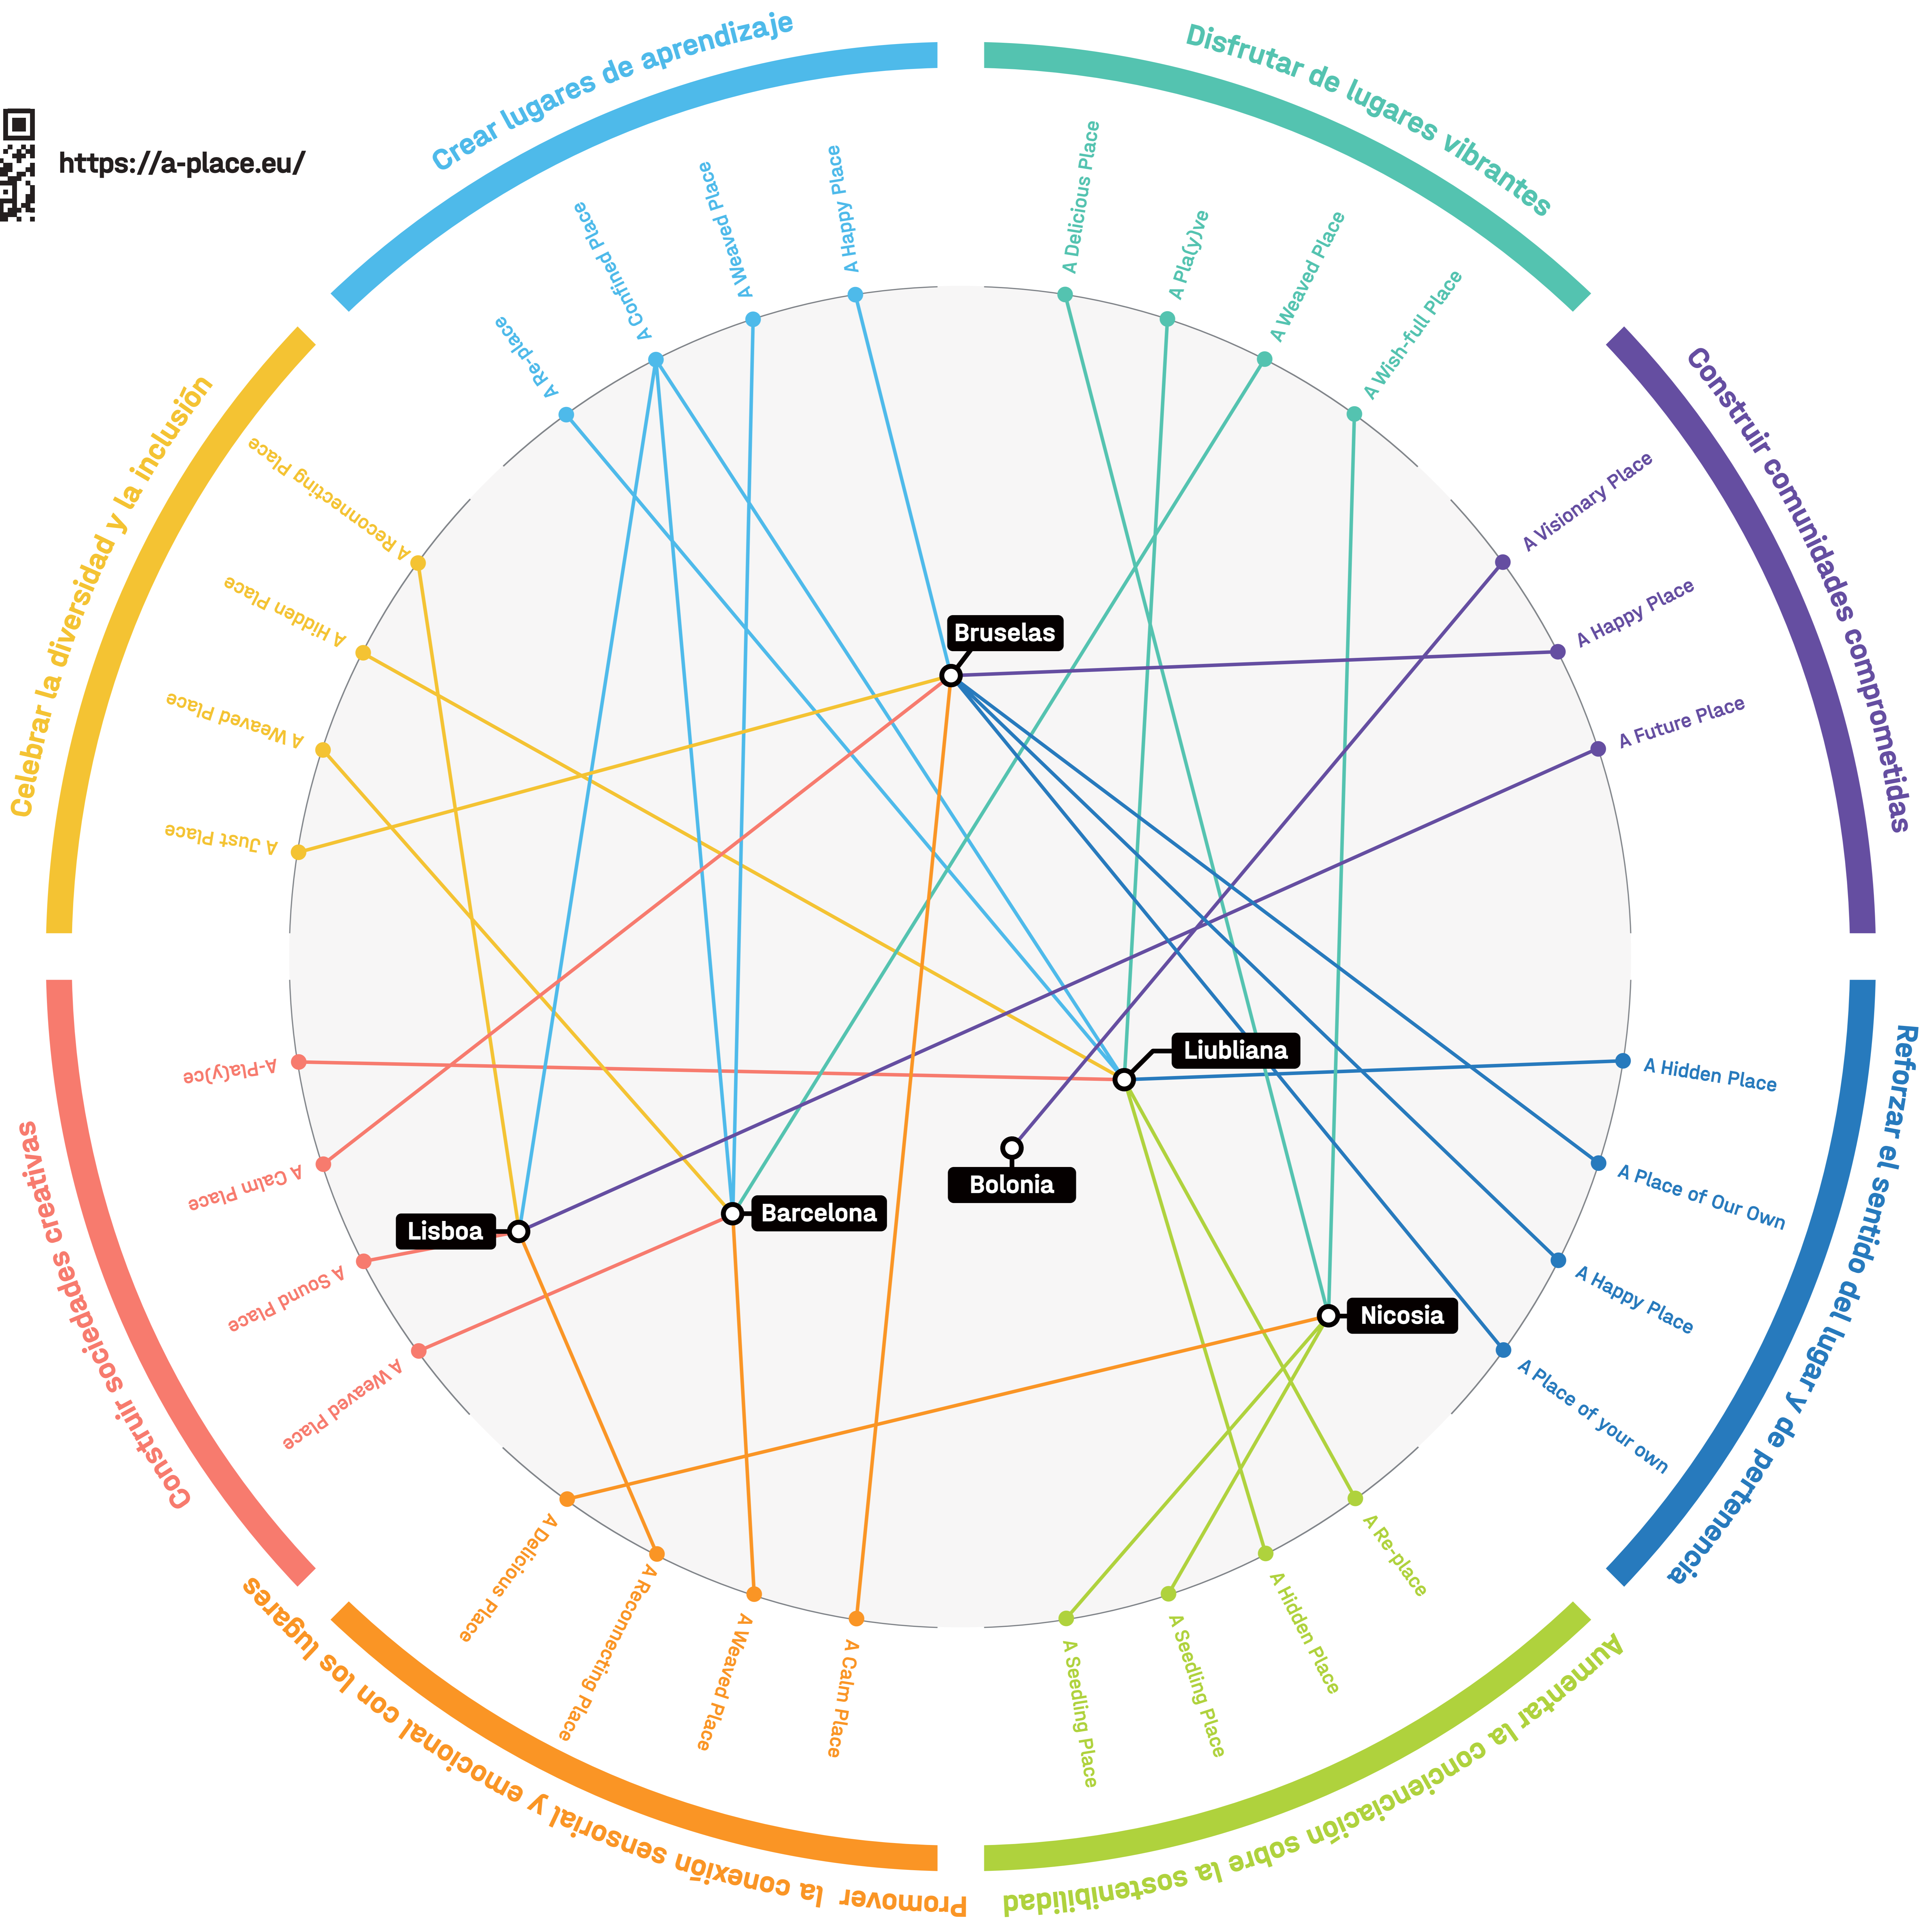 https://a-place.eu/
Crear lugares de aprendizaje
A Re-place
A Confined Place
A Weaved Place
A Happy Place
Disfrutar de lugares vibrantes
A Delicious Place
A Pla(y)ve
A Weaved Place
A Wish-full Place
Construir comunidades comprometidas
A Visionary Place
A Happy Place
A Future Place
Reforzar el sentido del lugar y de pertenencia
A Hidden Place
A Place of Our Own
A Happy Place
A Place of your own
Aumentar la conciencición sobre la sostenibilidad
A Re-place
A Hidden Place
A Seedling Place
A Seedling Place
Promover la conexión sensorial y emocional con los lugares
A Calm Place
A Weaved Place
A Reconnecting Place
A Delicious Place
Construir sociedades creativas
A Weaved Place
A Sound Place
A Calm Place
A-Pla(y)ce
Celebrar la diversidad y la inclusión
A Just Place
A Weaved Place
A Hidden Place
A Reconnecting Place
Bruselas
Liubliana
Bolonia
Barcelona
Lisboa
Nicosia